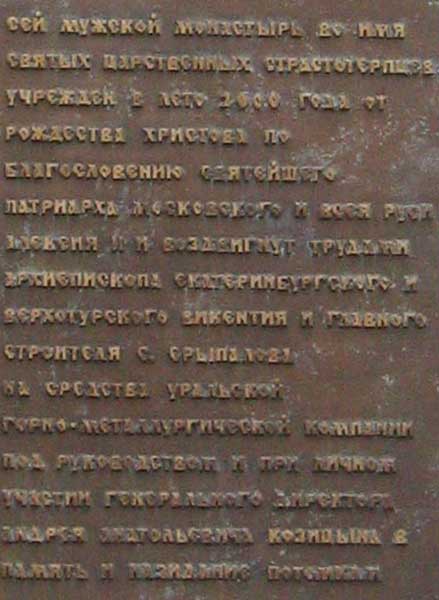 СЕЙ МУЖСКОЙ МОНАСТЫРЬ ВО ИМЯ
СВЯТЫХ ЦАРСТВЕННЫХ СТРАСТОТЕРПЦЕВ
УЧРЕЖДЕН В ЛЕТО 2000 ГОДА ОТ
РОЖДЕСТВА ХРИСТОВА ПО
БЛАГОСЛОВЕНИЮ СВЯТЕЙШЕГО
ПАТРИАРХА МОСКОВСКОГО И ВСЕЯ РУСИ
АЛЕКСИЯ II И ВОЗДВИГНУТ ТРУДАМИ
АРХИЕПИСКОПА ЕКАТЕРИНБУРГСКОГО И
ВЕРХОТУРСКОГО ВИКЕНТИЯ И ГЛАВНОГО
СТРОИТЕЛЯ С. ЕРЫПАЛОВА
НА СРЕДСТВА УРАЛЬСКОЙ
ГОРНО-МЕТАЛЛУРГИЧЕСКОЙ КОМПАНИИ
ПОД РУКОВОДСТВОМ И ПРИ ЛИЧНОМ
УЧАСТИИ ГЕНЕРАЛЬНОГО ДИРЕКТОРА
АНДРЕЯ АНАТОЛЬЕВИЧА КОЗИЦЫНА В
ПАМЯТЬ И НАЗИДАНИЕ ПОТОМКАМ